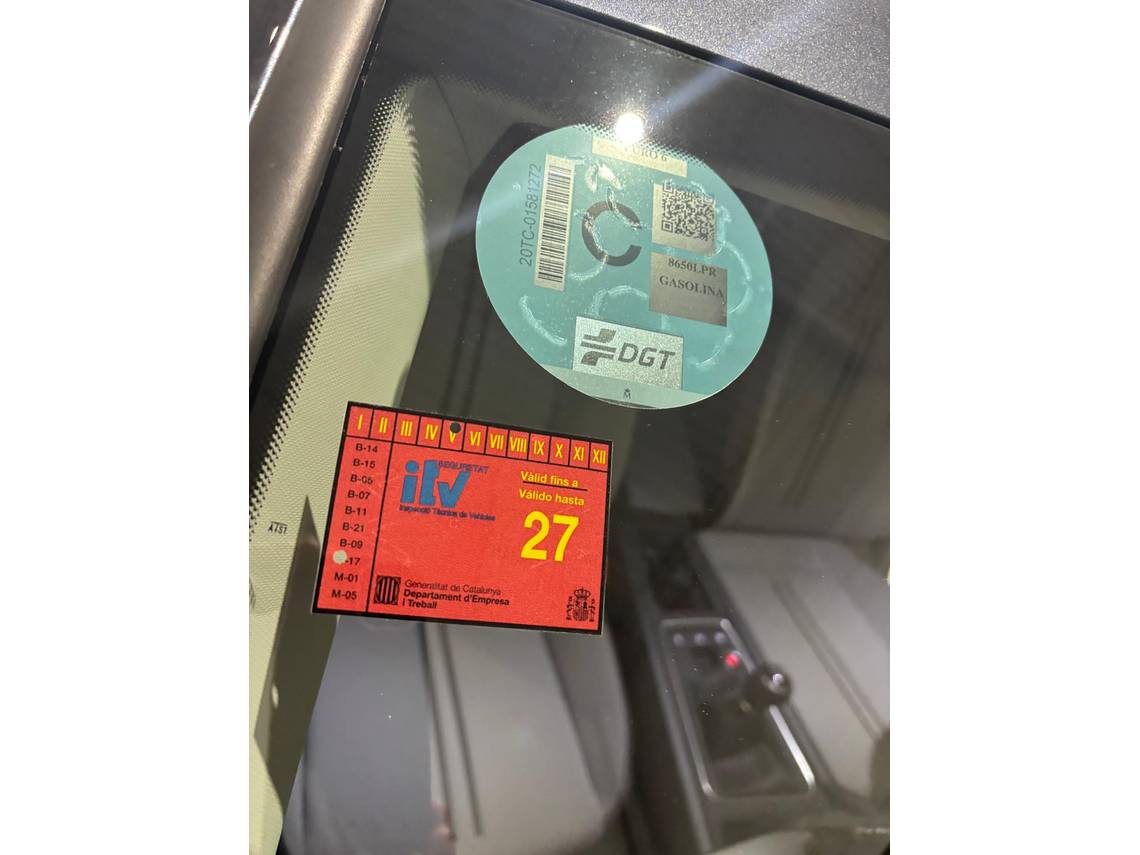 EURO 6
20TC-01581272
C
8650LPR
GASOLINA
DGT
M
I II III IV V VI VII VIII IX X XI XII
B-14
B-15
B-05
B-07
B-11
B-21
B-09
-17
M-01
M-05
SEGURETAT
itv
Inspecció Tècnica de Vehicles
Vàlid fins a
Válido hasta
27
Generalitat de Catalunya
Departament d'Empresa
i Treball